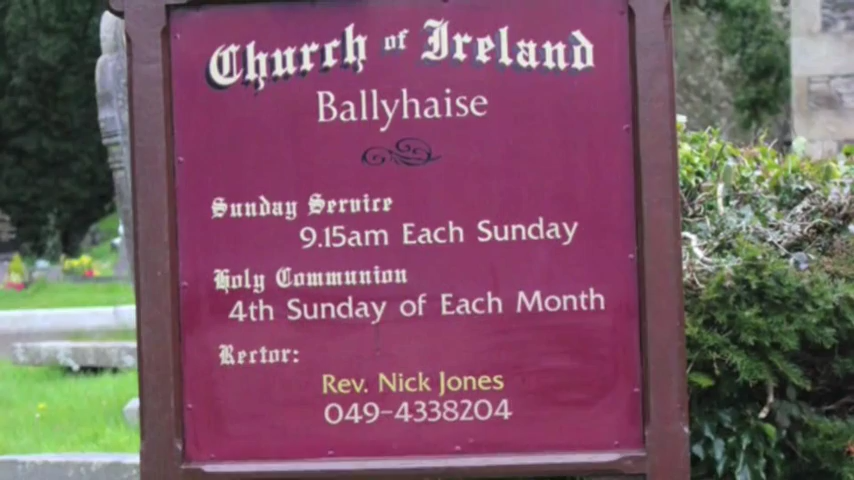 Church of Ireland
Ballyhaise
Sunday Service
9.15am Each Sunday
Holy Communion
4th Sunday of Each Month
Rector:
Rev. Nick Jones
049-4338204